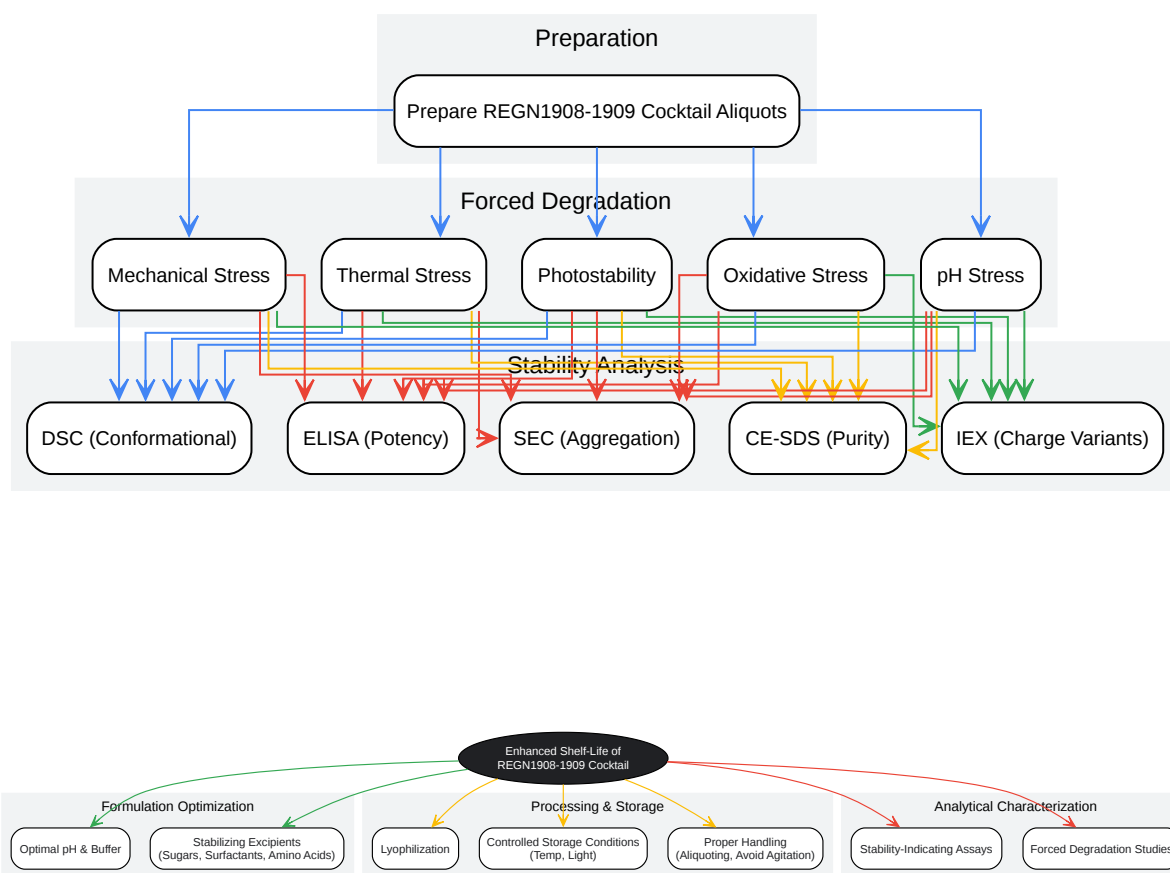 Preparation
Prepare REGN1908-1909 Cocktail Aliquots
Forced Degradation
Mechanical Stress
Thermal Stress
Photostability
Oxidative Stress
pH Stress
Stability Analysis
DSC (Conformational)
ELISA (Potency)
SEC (Aggregation)
CE-SDS (Purity)
IEX (Charge Variants)
Enhanced Shelf-Life of
REGN1908-1909 Cocktail
Formulation Optimization
Processing & Storage
Analytical Characterization
Optimal pH & Buffer
Stabilizing Excipients
(Sugars, Surfactants, Amino Acids)
Lyophilization
Controlled Storage Conditions
(Temp, Light)
Proper Handling
(Aliquoting, Avoid Agitation)
Stability-Indicating Assays
Forced Degradation Studies